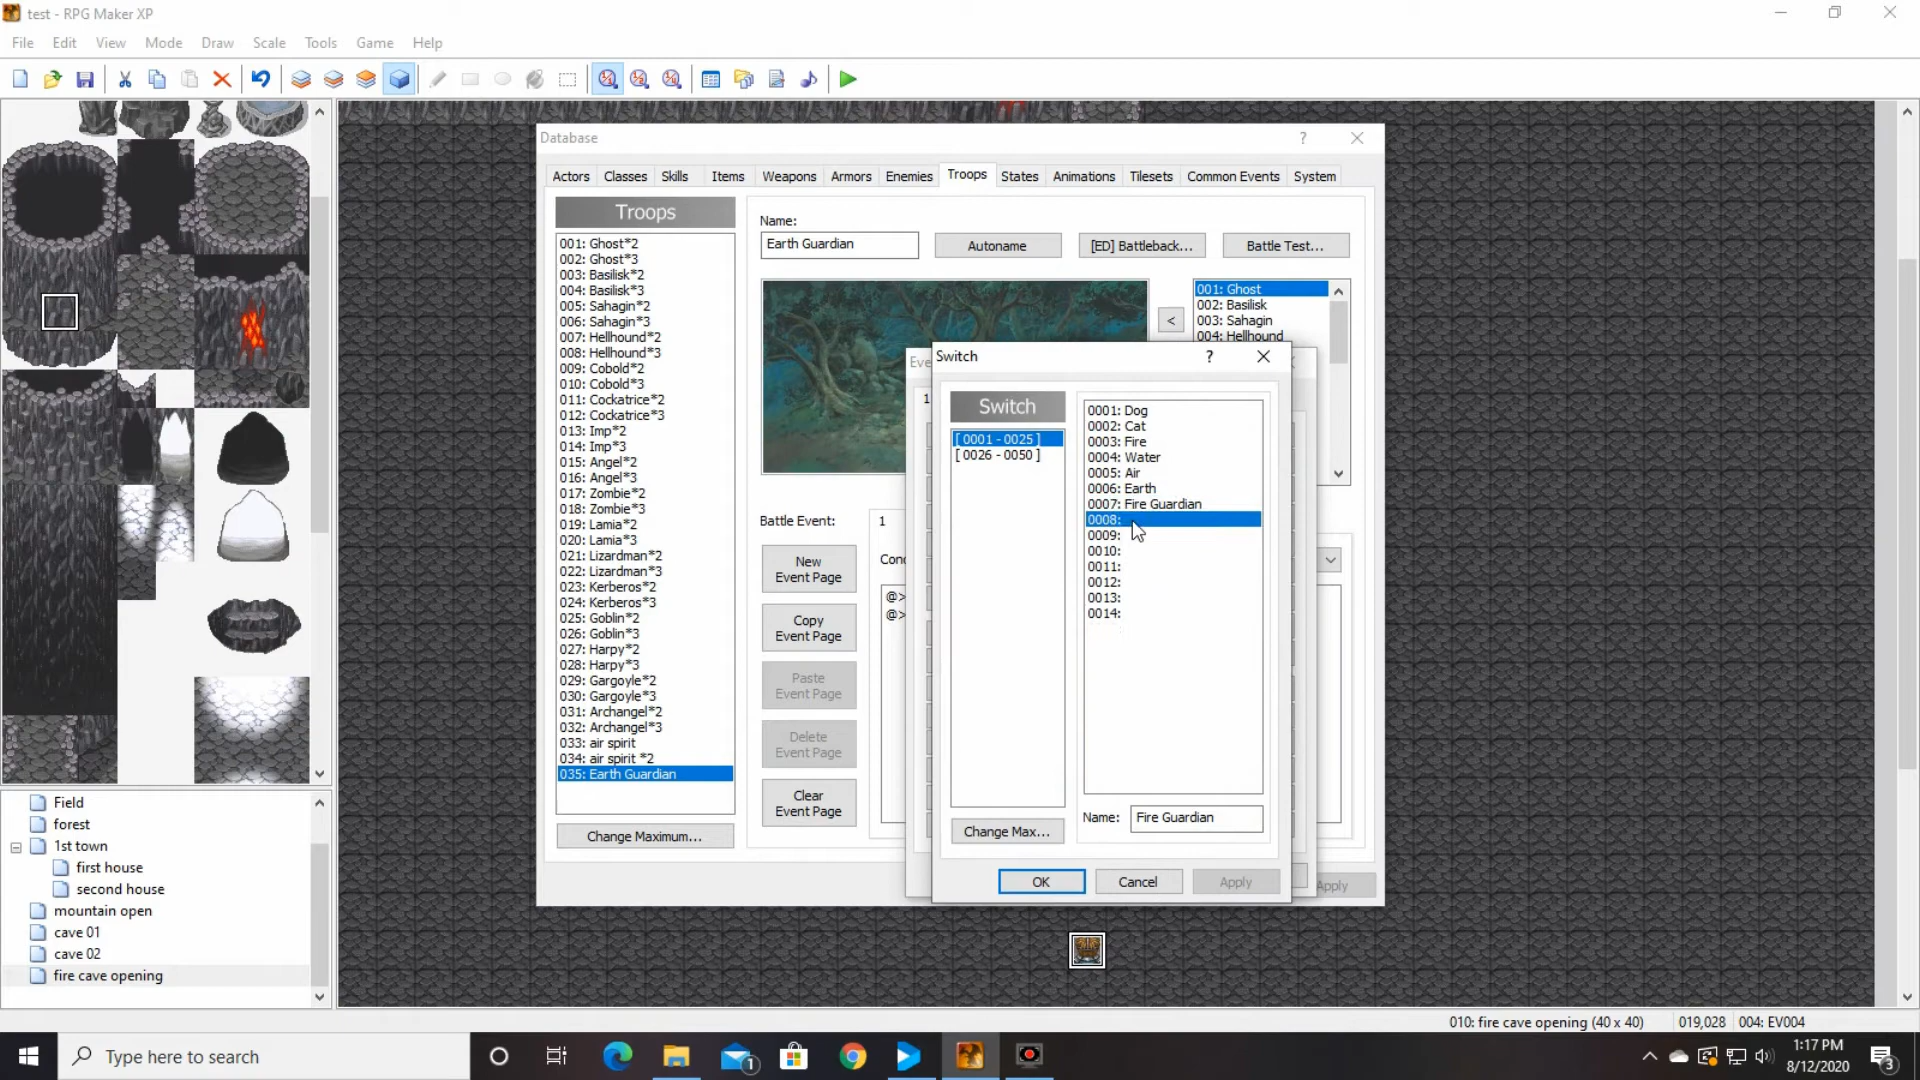 test - RPG Maker XP
File Edit View Mode Draw Scale Tools Game Help
Database
?
Actors Classes Skills Items Weapons Armors Enemies Troops States Animations Tilesets Common Events System
Troops
001: Ghost*2
002: Ghost*3
003: Basilisk*2
004: Basilisk*3
005: Sahagin*2
006: Sahagin*3
007: Hellhound*2
008: Hellhound*3
009: Cobold*2
010: Cobold*3
011: Cockatrice*2
012: Cockatrice*3
013: Imp*2
014: Imp*3
015: Angel*2
016: Angel*3
017: Zombie*2
018: Zombie*3
019: Lamia*2
020: Lamia*3
021: Lizardman*2
022: Lizardman*3
023: Kerberos*2
024: Kerberos*3
025: Goblin*2
026: Goblin*3
027: Harpy*2
028: Harpy*3
029: Gargoyle*2
030: Gargoyle*3
031: Archangel*2
032: Archangel*3
033: air spirit
034: air spirit *2
035: Earth Guardian
Change Maximum...
Name:
Earth Guardian
Autoname
[ED] Battleback...
Battle Test...
<
001: Ghost
002: Basilisk
003: Sahagin
004: Hellhound
Battle Event:
1
New
Event Page
Copy
Event Page
Paste
Event Page
Delete
Event Page
Clear
Event Page
Cond
@>
@>
Eve
1
Switch
?
Switch
[ 0001 - 0025 ]
[ 0026 - 0050 ]
Change Max...
0001: Dog
0002: Cat
0003: Fire
0004: Water
0005: Air
0006: Earth
0007: Fire Guardian
0008:
0009:
0010:
0011:
0012:
0013:
0014:
Name:
Fire Guardian
OK
Cancel
Apply
Apply
Field
forest
1st town
first house
second house
mountain open
cave 01
cave 02
fire cave opening
010: fire cave opening (40 x 40) 019,028 004: EV004
Type here to search
1
1:17 PM
8/12/2020
3